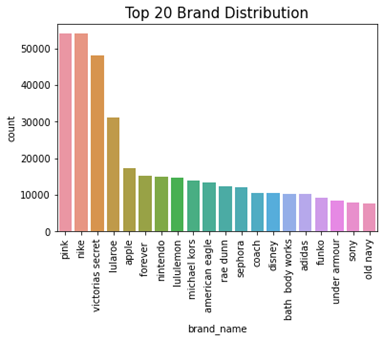 Top 20 Brand Distribution
count
50000
40000
30000
20000
10000
0
pink
nike
victorias secret
lularoe
apple
forever
nintendo
lululemon
michael kors
american eagle
rae dunn
sephora
coach
disney
bath  body works
adidas
funko
under armour
sony
old navy
brand_name